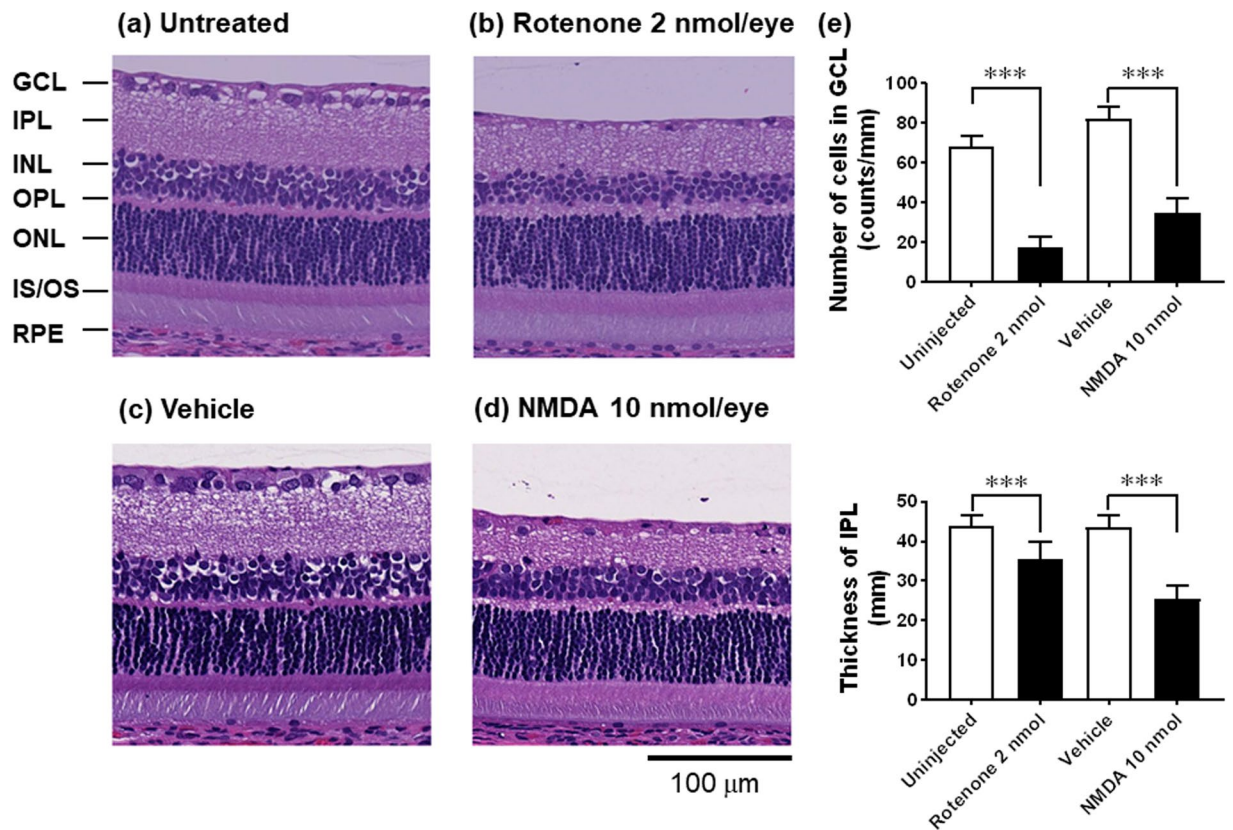 (a) Untreated
(b) Rotenone 2 nmol/eye
(e)
GCL
IPL
INL
OPL
ONL
IS/OS
RPE
Number of cells in GCL
(counts/mm)
100
80
60
40
20
0
***
***
Uninjected
Rotenone 2 nmol
Vehicle
NMDA 10 nmol
(c) Vehicle
(d) NMDA 10 nmol/eye
100 μm
Thickness of IPL
(mm)
50
40
30
20
10
0
***
***
Uninjected
Rotenone 2 nmol
Vehicle
NMDA 10 nmol